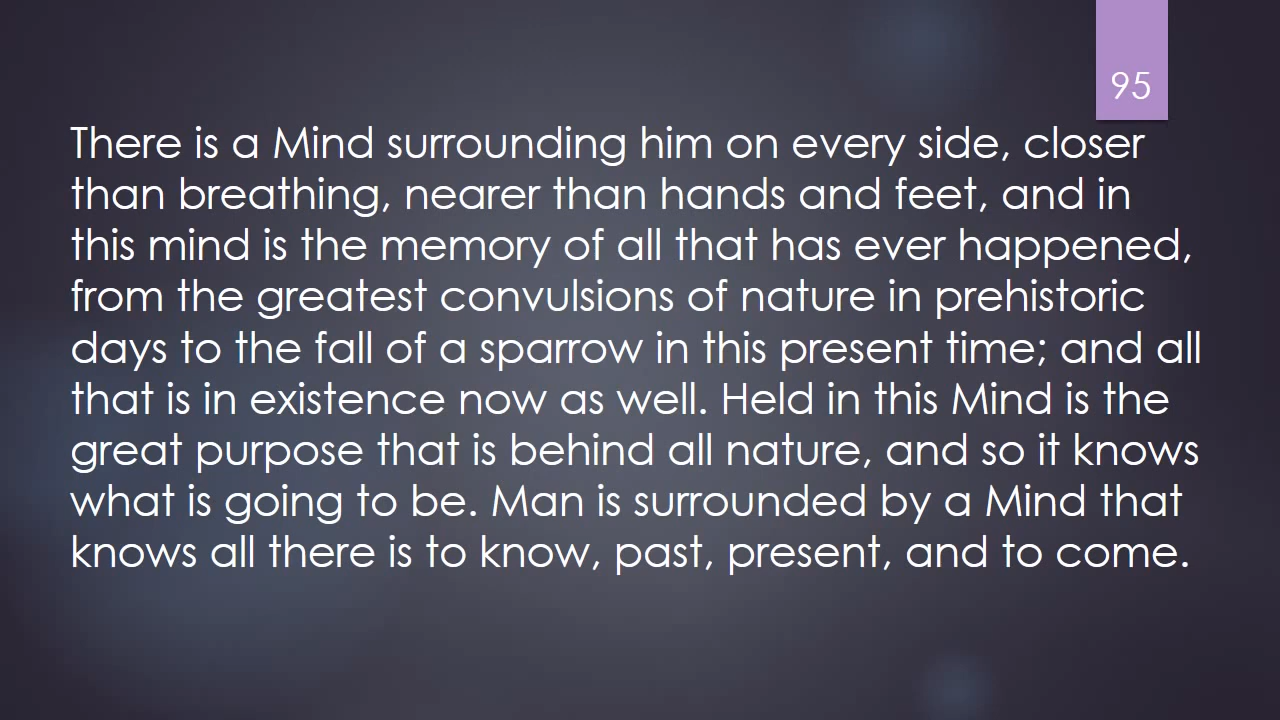 95
There is a Mind surrounding him on every side, closer
than breathing, nearer than hands and feet, and in
this mind is the memory of all that has ever happened,
from the greatest convulsions of nature in prehistoric
days to the fall of a sparrow in this present time; and all
that is in existence now as well. Held in this Mind is the
great purpose that is behind all nature, and so it knows
what is going to be. Man is surrounded by a Mind that
knows all there is to know, past, present, and to come.